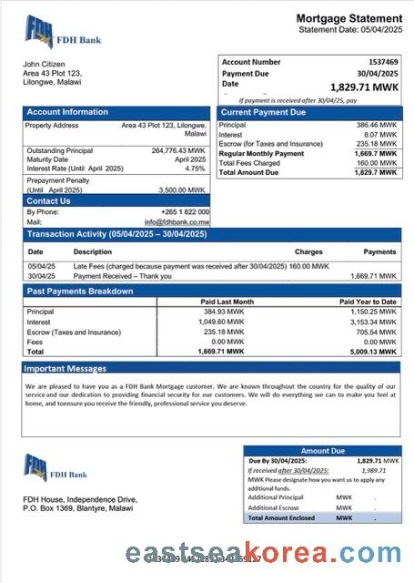 FDH Bank
Mortgage Statement
Statement Date: 05/04/2025
John Citizen
Area 43 Plot 123,
Lilongwe, Malawi
Account Number 1537469
Payment Due 30/04/2025
Date 1,829.71 MWK
if payment is received after 30/04/25, pay
Account Information
Property Address Area 43 Plot 123, Lilongwe,
Malawi
Outstanding Principal 264,776.43 MWK
Maturity Date April 2025
Interest Rate (Until April 2025) 4.75%
Prepayment Penalty
(Until April 2025) 3,500.00 MWK
Contact Us
By Phone: +265 1 822 000
Mail: info@fdhbank.co.mw
Current Payment Due
Principal 386.46 MWK
Interest 8.07 MWK
Escrow (for Taxes and Insurance) 235.18 MWK
Regular Monthly Payment 1,669.7 MWK
Total Fees Charged 160.00 MWK
Total Amount Due 1,829.7 MWK
Transaction Activity (05/04/2025 – 30/04/2025)
Date Description Charges Payments
05/04/25 Late Fees (charged because payment was received after 30/04/2025) 160.00 MWK
30/04/25 Payment Received – Thank you 1,669.71 MWK
Past Payments Breakdown
Paid Last Month Paid Year to Date
Principal 384.93 MWK 1,150.25 MWK
Interest 1,049.60 MWK 3,153.34 MWK
Escrow (Taxes and Insurance) 235.18 MWK 705.54 MWK
Fees 0.00 MWK 0.00 MWK
Total 1,669.71 MWK 5,009.13 MWK
Important Messages
We are pleased to have you as a FDH Bank Mortgage customer. We are known throughout the country for the quality of our
service and our dedication to providing financial security for our customers. We will do everything we can to make you feel at
home, and toensure you receive the friendly, professional service you deserve.
FDH Bank
FDH House, Independence Drive,
P.O. Box 1369, Blantyre, Malawi
Amount Due
Due By 30/04/2025: 1,829.71 MWK
If received after 30/04/2025: 1,989.71
MWK Please designate how you want us to apply any
additional funds.
Additional Principal MWK .
Additional Escrow MWK .
Total Amount Enclosed MWK .
eastseakorea.com